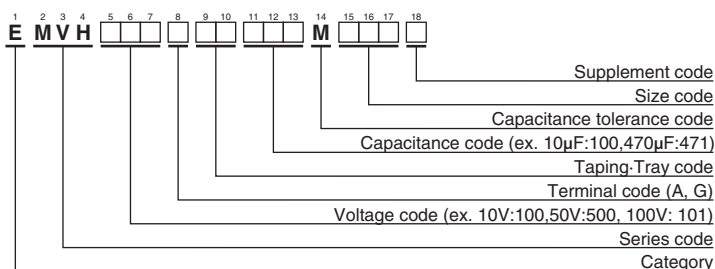 1 2 3 4 5 6 7 8 9 10 11 12 13 14 15 16 17 18
E M V H M
Supplement code
Size code
Capacitance tolerance code
Capacitance code (ex. 10μF:100,470μF:471)
Taping·Tray code
Terminal code (A, G)
Voltage code (ex. 10V:100,50V:500, 100V: 101)
Series code
Category